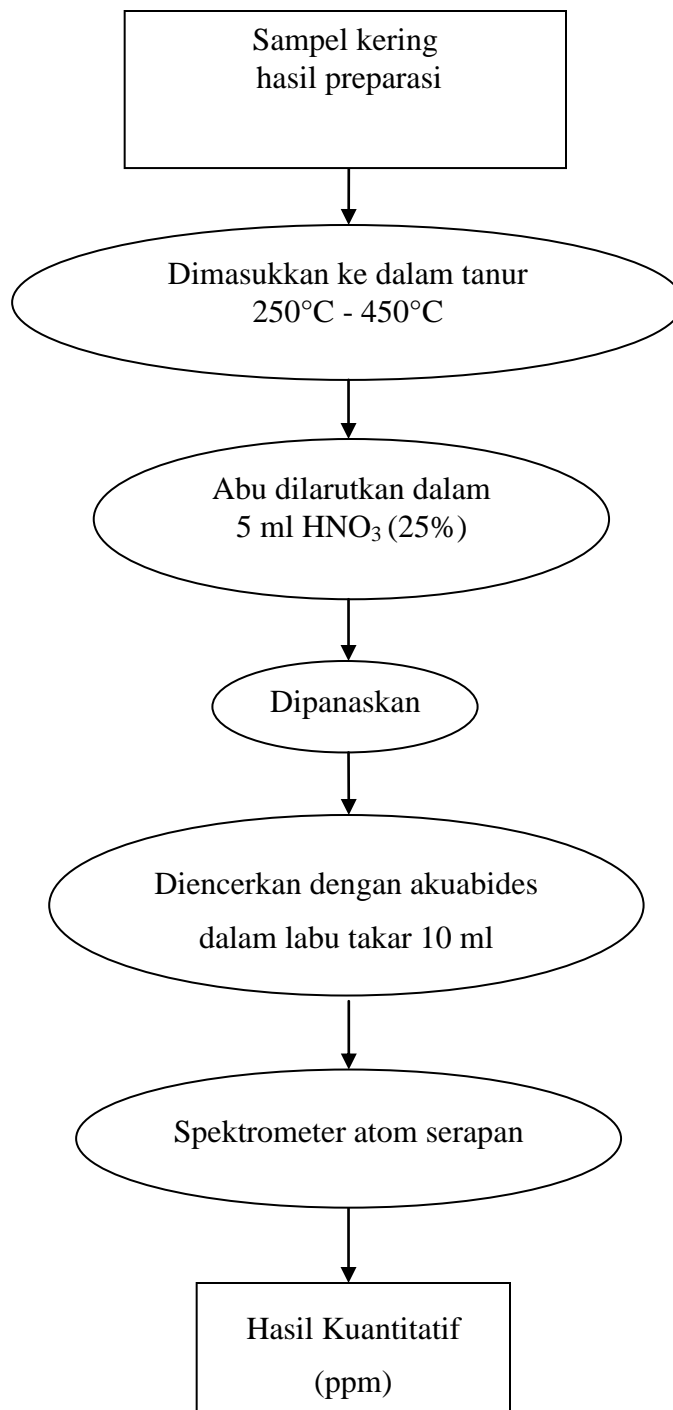 Sampel kering
hasil preparasi
Dimasukkan ke dalam tanur
250°C - 450°C
Abu dilarutkan dalam
5 ml HNO₃ (25%)
Dipanaskan
Diencerkan dengan akuabides
dalam labu takar 10 ml
Spektrometer atom serapan
Hasil Kuantitatif
(ppm)